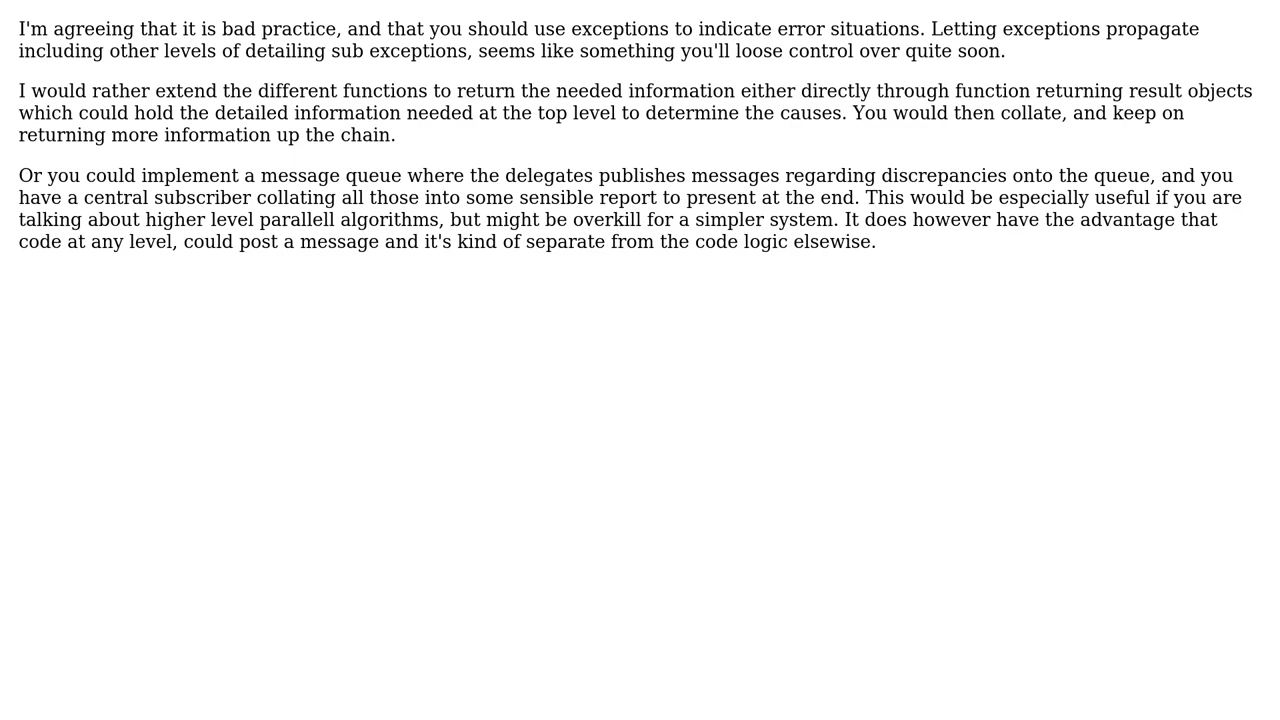 I'm agreeing that it is bad practice, and that you should use exceptions to indicate error situations. Letting exceptions propagate
including other levels of detailing sub exceptions, seems like something you'll loose control over quite soon.
I would rather extend the different functions to return the needed information either directly through function returning result objects
which could hold the detailed information needed at the top level to determine the causes. You would then collate, and keep on
returning more information up the chain.
Or you could implement a message queue where the delegates publishes messages regarding discrepancies onto the queue, and you
have a central subscriber collating all those into some sensible report to present at the end. This would be especially useful if you are
talking about higher level parallell algorithms, but might be overkill for a simpler system. It does however have the advantage that
code at any level, could post a message and it's kind of separate from the code logic elsewise.